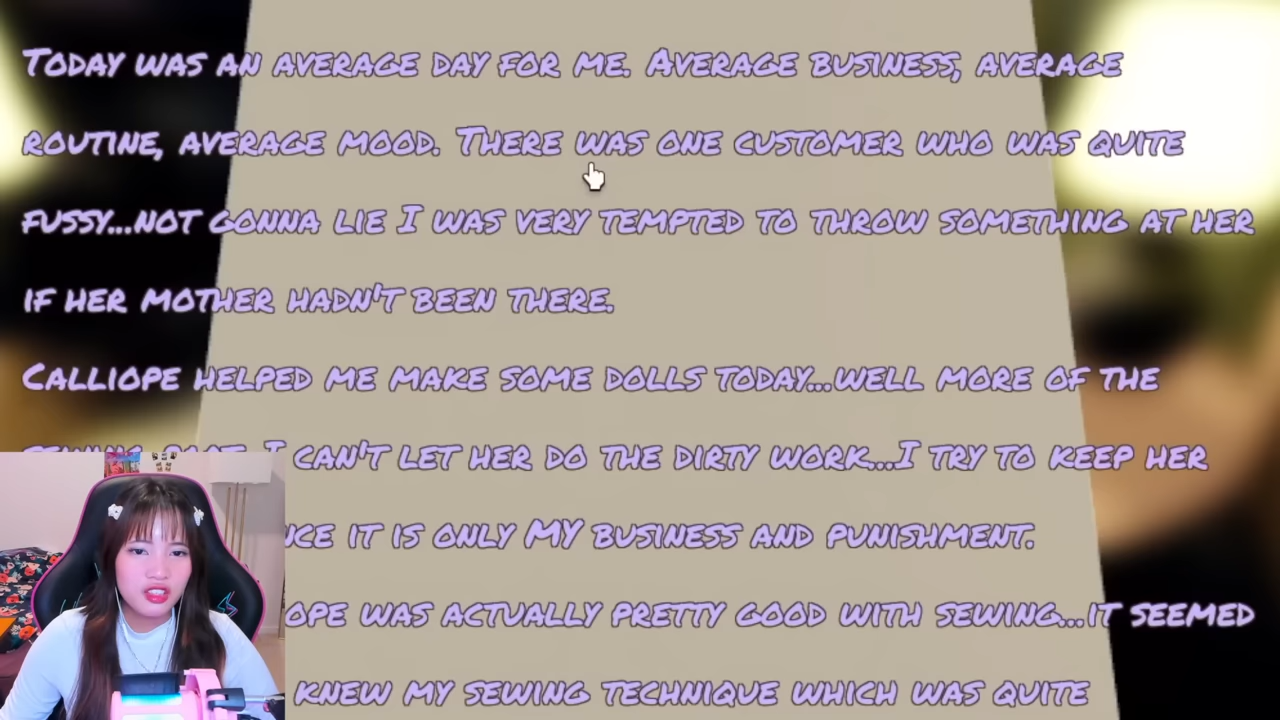 Today was an average day for me. Average business, average
routine, average mood. There was one customer who was quite
fussy...not gonna lie I was very tempted to throw something at her
if her mother hadn't been there.
Calliope helped me make some dolls today...well more of the
I can't let her do the dirty work...I try to keep her
it is only MY business and punishment.
was actually pretty good with sewing...it seemed
knew my sewing technique which was quite